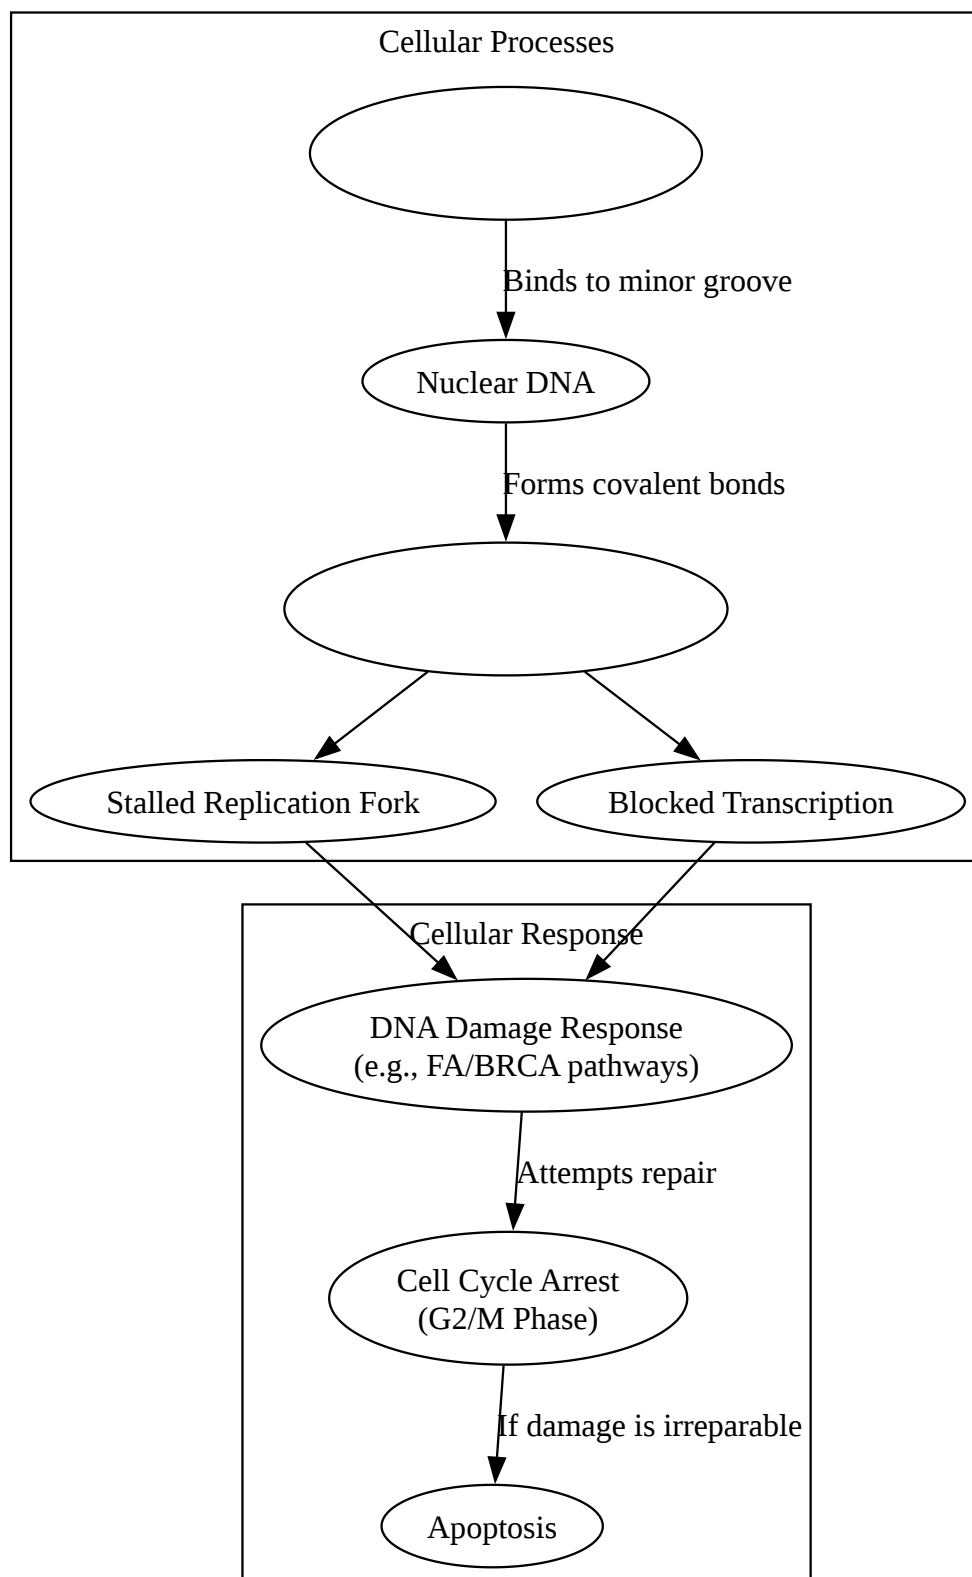 Cellular Processes
Binds to minor groove
Nuclear DNA
Forms covalent bonds
Stalled Replication Fork
Blocked Transcription
Cellular Response
DNA Damage Response
(e.g., FA/BRCA pathways)
Attempts repair
Cell Cycle Arrest
(G2/M Phase)
If damage is irreparable
Apoptosis